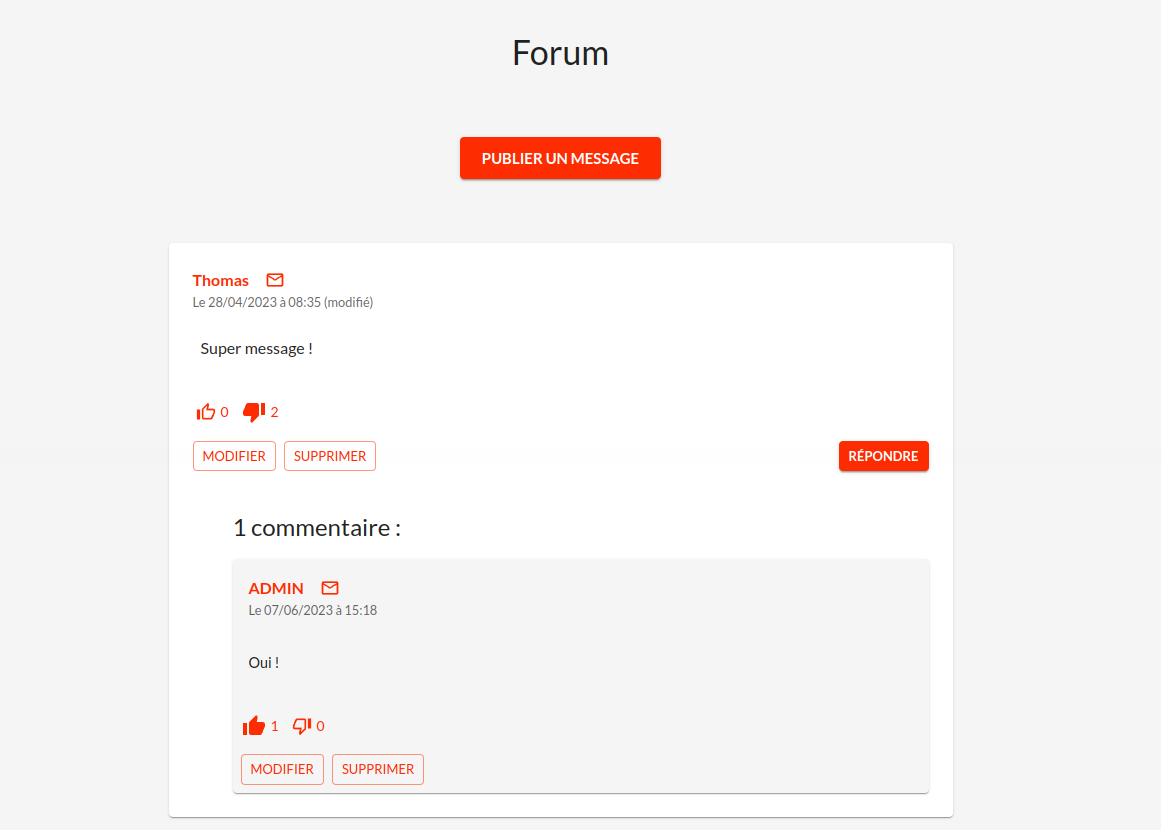 Forum
PUBLIER UN MESSAGE
Thomas
Le 28/04/2023 à 08:35 (modifié)
Super message !
0 2
MODIFIER SUPPRIMER RÉPONDRE
1 commentaire :
ADMIN
Le 07/06/2023 à 15:18
Oui !
1 0
MODIFIER SUPPRIMER